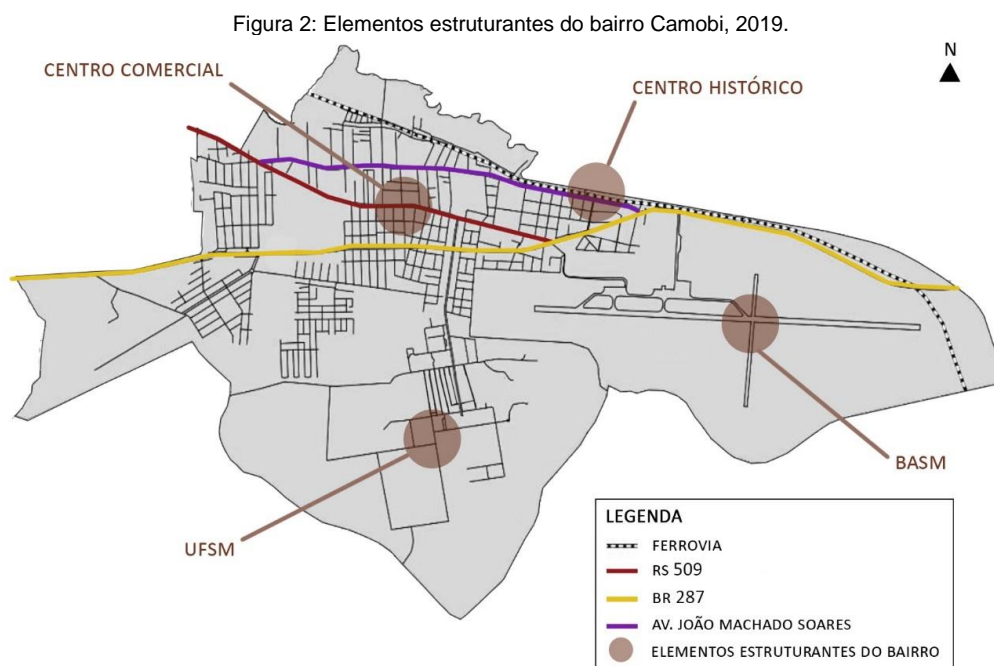 Figura 2: Elementos estruturantes do bairro Camobi, 2019.
CENTRO COMERCIAL
CENTRO HISTÓRICO
N
BASM
UFSM
LEGENDA
FERROVIA
RS 509
BR 287
AV. JOÃO MACHADO SOARES
ELEMENTOS ESTRUTURANTES DO BAIRRO